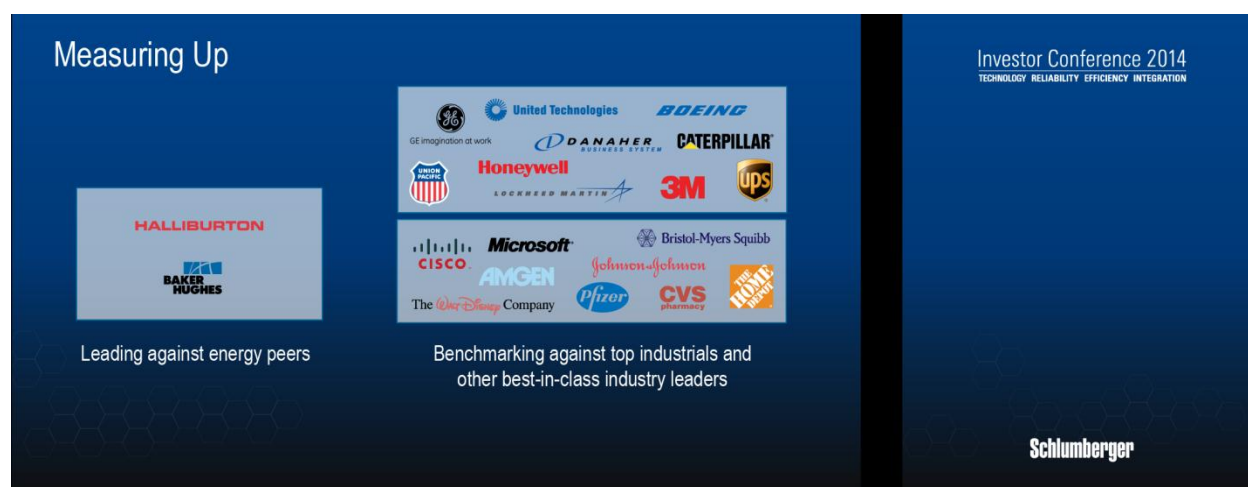 Measuring Up
HALLIBURTON
BAKER
HUGHES
Leading against energy peers
GE
GE imagination at work
United Technologies
BOEING
DANAHER
BUSINESS SYSTEM
CATERPILLAR®
UNION
PACIFIC
Honeywell
LOCKHEED MARTIN
3M
ups
CISCO
Microsoft
Bristol-Myers Squibb
AMGEN
Johnson&Johnson
The Walt Disney Company
Pfizer
CVS
pharmacy
THE
HOME
DEPOT
Benchmarking against top industrials and
other best-in-class industry leaders
Investor Conference 2014
TECHNOLOGY RELIABILITY EFFICIENCY INTEGRATION
Schlumberger